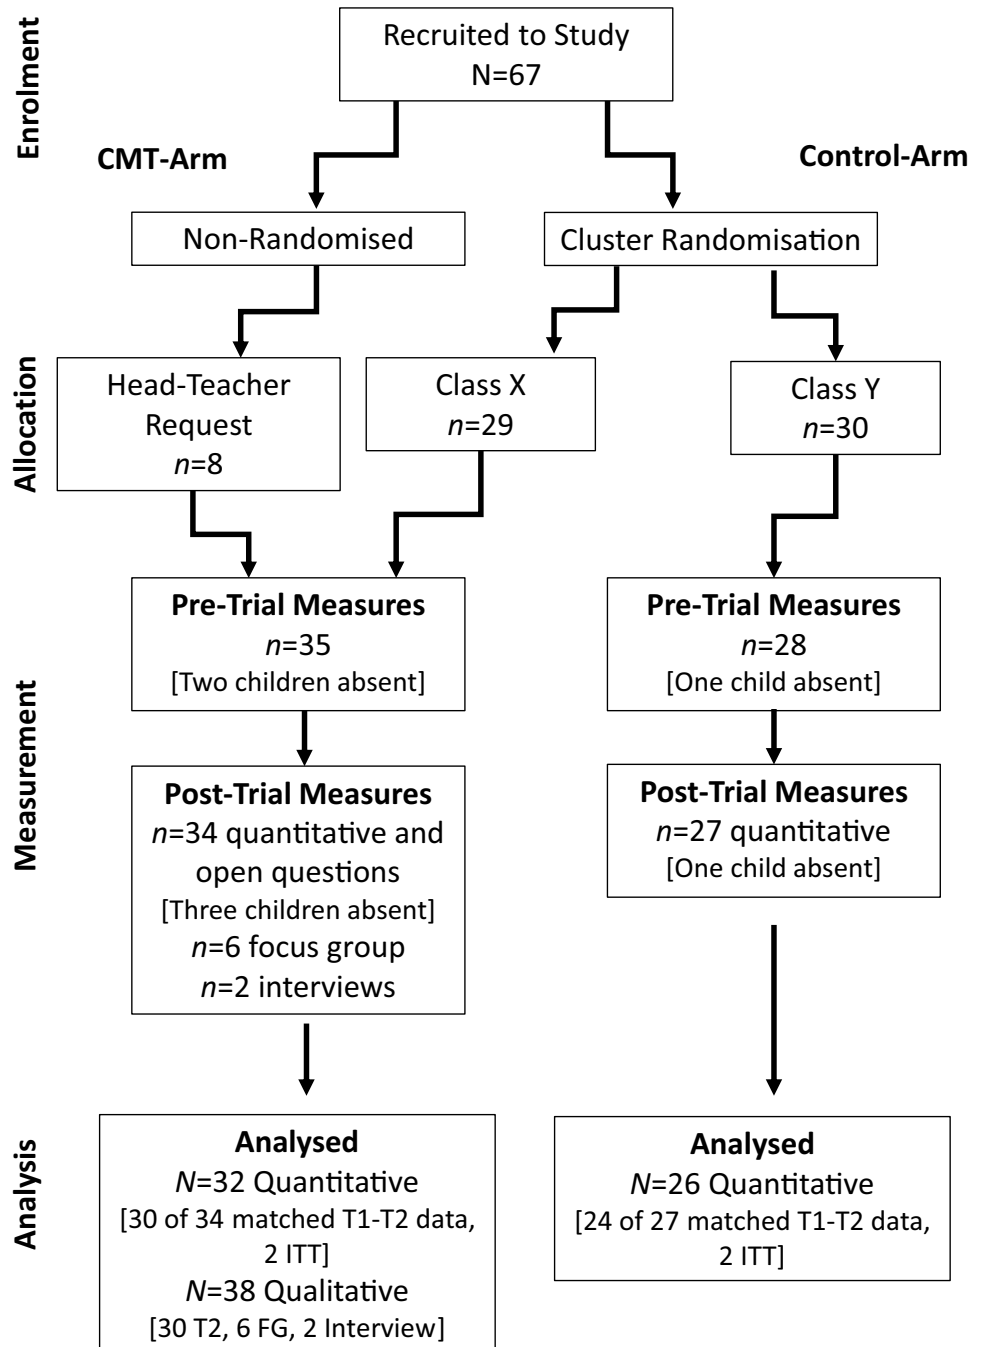 Enrolment
Recruited to Study
N=67
CMT-Arm
Control-Arm
Non-Randomised
Cluster Randomisation
Allocation
Head-Teacher
Request
n=8
Class X
n=29
Class Y
n=30
Measurement
Pre-Trial Measures
n=35
[Two children absent]
Pre-Trial Measures
n=28
[One child absent]
Post-Trial Measures
n=34 quantitative and
open questions
[Three children absent]
n=6 focus group
n=2 interviews
Post-Trial Measures
n=27 quantitative
[One child absent]
Analysis
Analysed
N=32 Quantitative
[30 of 34 matched T1-T2 data,
2 ITT]
N=38 Qualitative
[30 T2, 6 FG, 2 Interview]
Analysed
N=26 Quantitative
[24 of 27 matched T1-T2 data,
2 ITT]